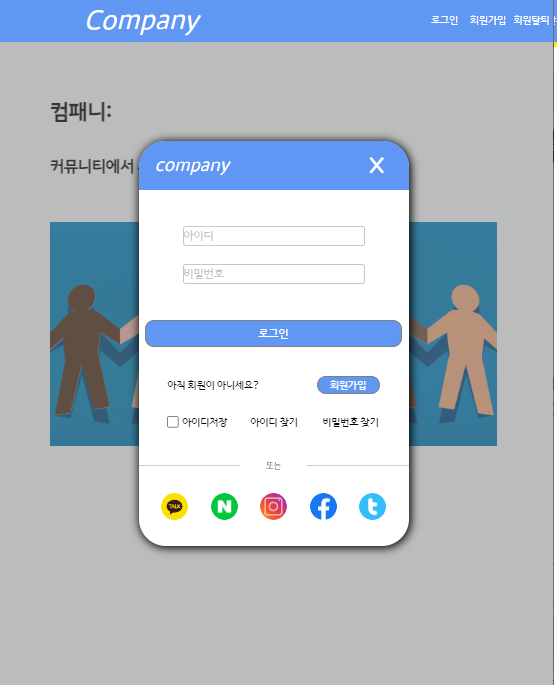 Company
로그인 회원가입 회원탈퇴
컴패니:
커뮤니티에서
company
X
아이디
비밀번호
로그인
아직 회원이 아니세요? 회원가입
아이디저장 아이디 찾기 비밀번호 찾기
또는
TALK
N
f
t